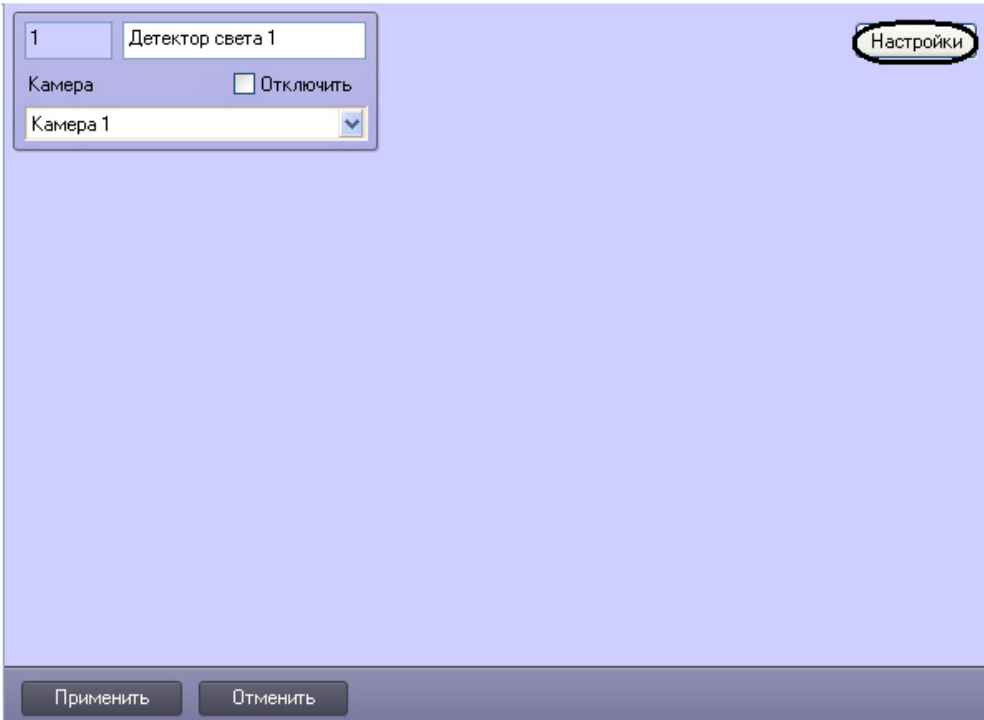 1
Детектор света 1
Настройки
Камера
Отключить
Камера 1
Применить
Отменить